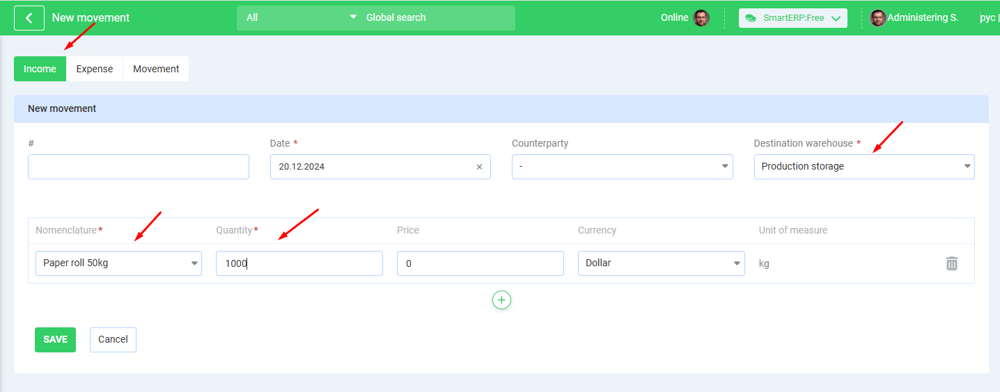 New movement
All
Global search
Online
SmartERP:Free
Administering S.
рус |
Income
Expense
Movement
New movement
#
Date *
Counterparty
Destination warehouse *
20.12.2024 ×
-
Production storage
Nomenclature*
Quantity*
Price
Currency
Unit of measure
Paper roll 50kg
1000
0
Dollar
kg
+
SAVE
Cancel